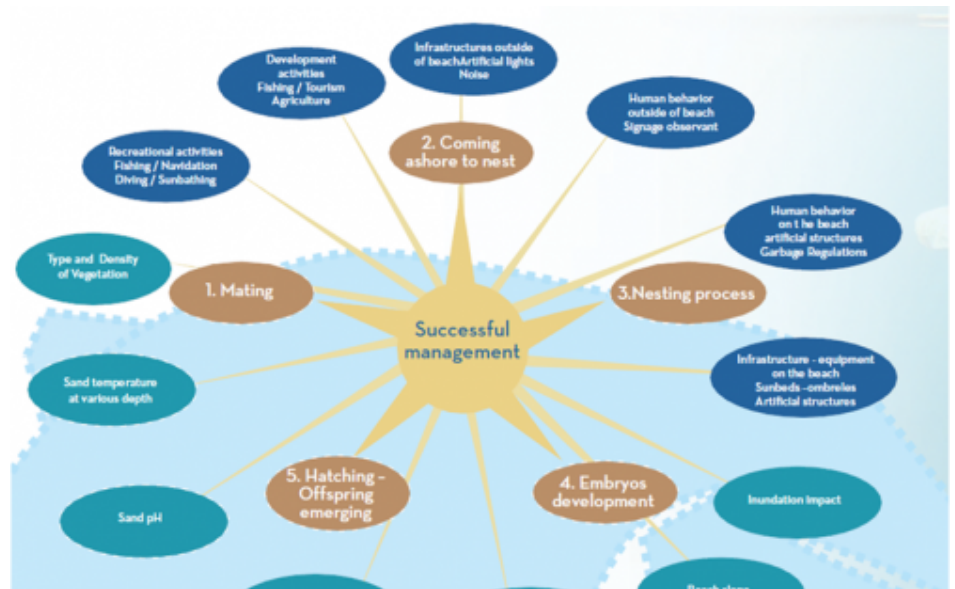 Development
activities
Fishing / Tourism
Agriculture
Infrastructures outside
of beachArtificial lights
Noise
Human behavior
outside of beach
Signage observant
Recreational activities
Fishing / Navidation
Diving / Sunbathing
2. Coming
ashore to nest
Human behavior
on t he beach
artificial structures
Garbage Regulations
Type and Density
of Vegetation
1. Mating
3.Nesting process
Successful
management
Sand temperature
at various depth
Infrastructure - equipment
on the beach
Sunbeds -ombreles
Artificial structures
5. Hatching -
Offspring
emerging
4. Embryos
development
Sand pH
Inundation impact
Beach slope